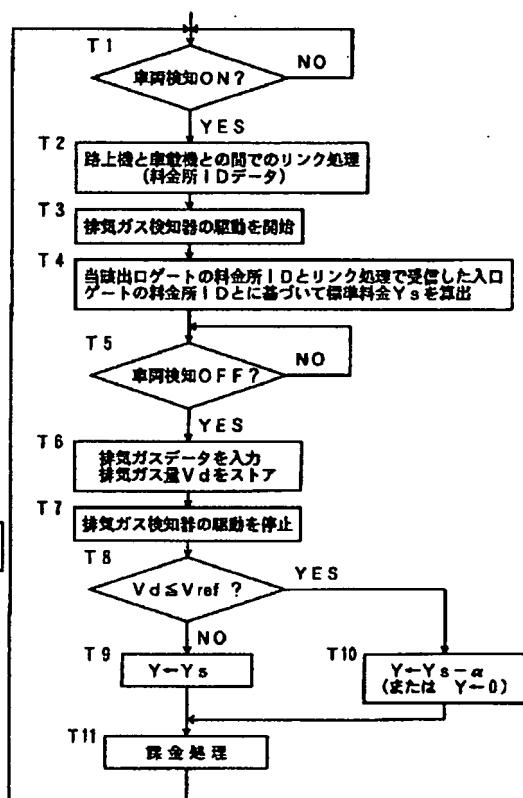 T1
車両検知ON?
NO
YES
T2
路上機と車載機との間でのリンク処理
(料金所IDデータ)
T3
排気ガス検知器の駆動を開始
T4
当該出口ゲートの料金所IDとリンク処理で受信した入口
ゲートの料金所IDとに基づいて標準料金Ysを算出
T5
車両検知OFF?
NO
YES
T6
排気ガスデータを入力
排気ガス量Vdをストア
T7
排気ガス検知器の駆動を停止
T8
Vd≦Vref ?
YES
NO
T9
Y←Ys
T10
Y←Ys-α
(または Y←0)
T11
課金処理